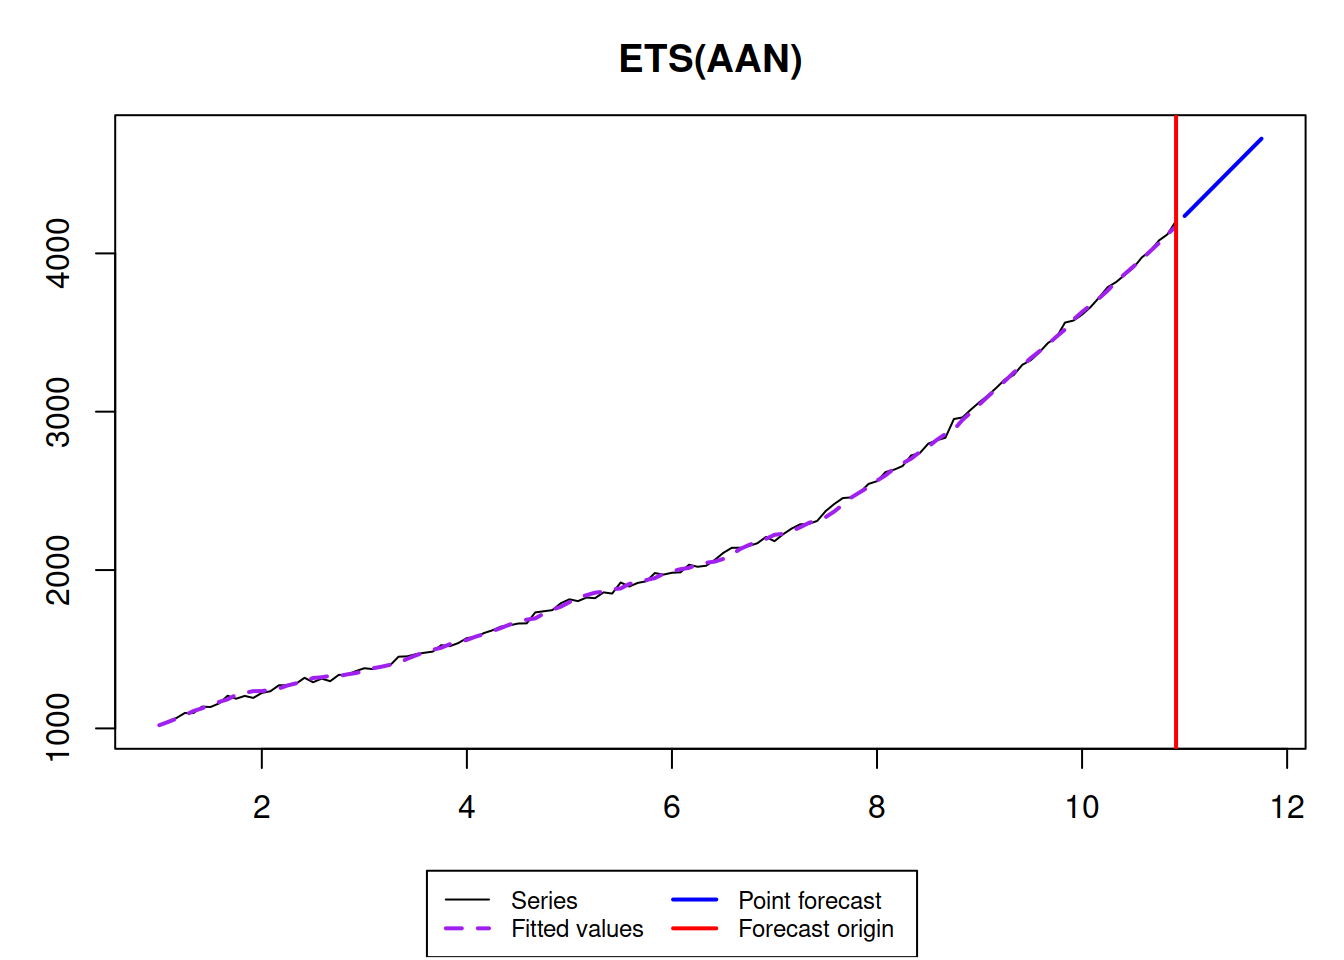 ETS(AAN)
4000
3000
2000
1000
2 4 6 8 10 12
Series Point forecast
Fitted values Forecast origin